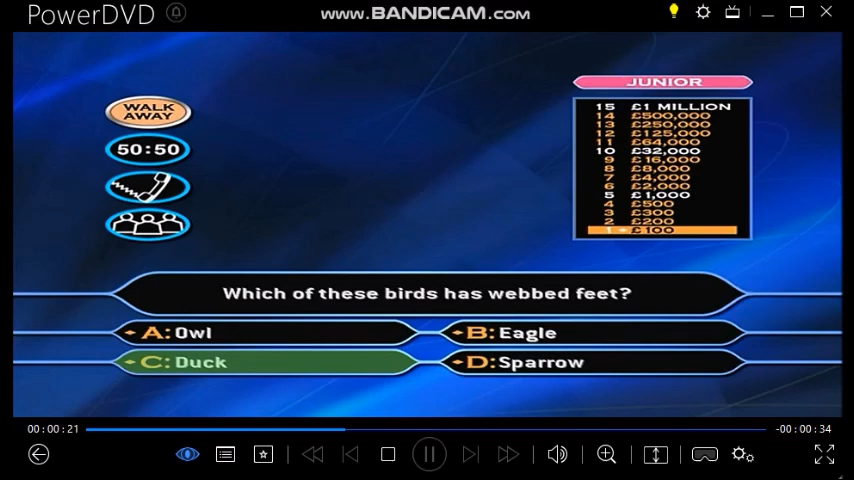 PowerDVD
www.BANDICAM.com
WALK
AWAY
50:50
JUNIOR
15 £1 MILLION
14 £500,000
13 £250,000
12 £125,000
11 £64,000
10 £32,000
9 £16,000
8 £8,000
7 £4,000
6 £2,000
5 £1,000
4 £500
3 £300
2 £200
1 £100
Which of these birds has webbed feet?
A: Owl
B: Eagle
C: Duck
D: Sparrow
00:00:21
-00:00:34